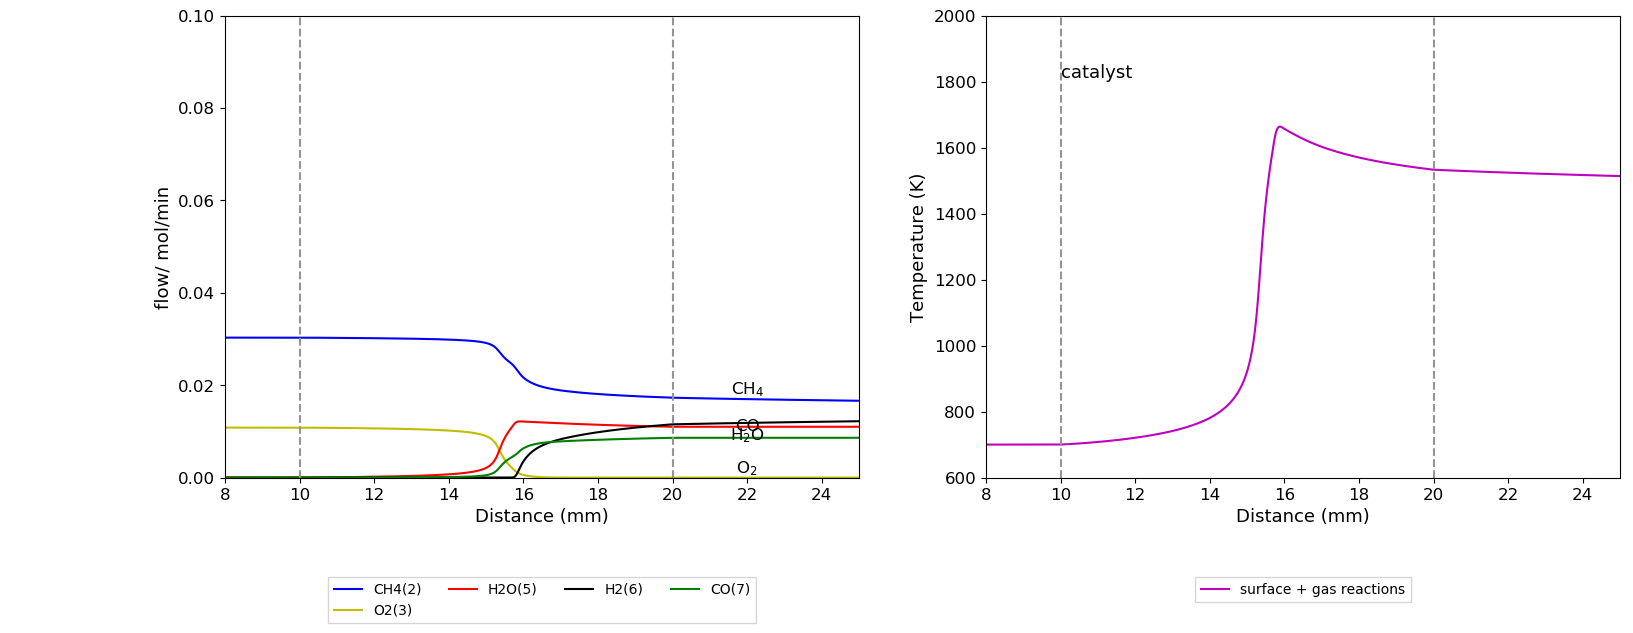 0.10
0.08
0.06
0.04
0.02
0.00
flow/ mol/min
CH₄
CO
H₂O
O₂
8 10 12 14 16 18 20 22 24
Distance (mm)
CH4(2) H2O(5) H2(6) CO(7)
O2(3)
2000
1800
1600
1400
1200
1000
800
600
Temperature (K)
catalyst
8 10 12 14 16 18 20 22 24
Distance (mm)
surface + gas reactions